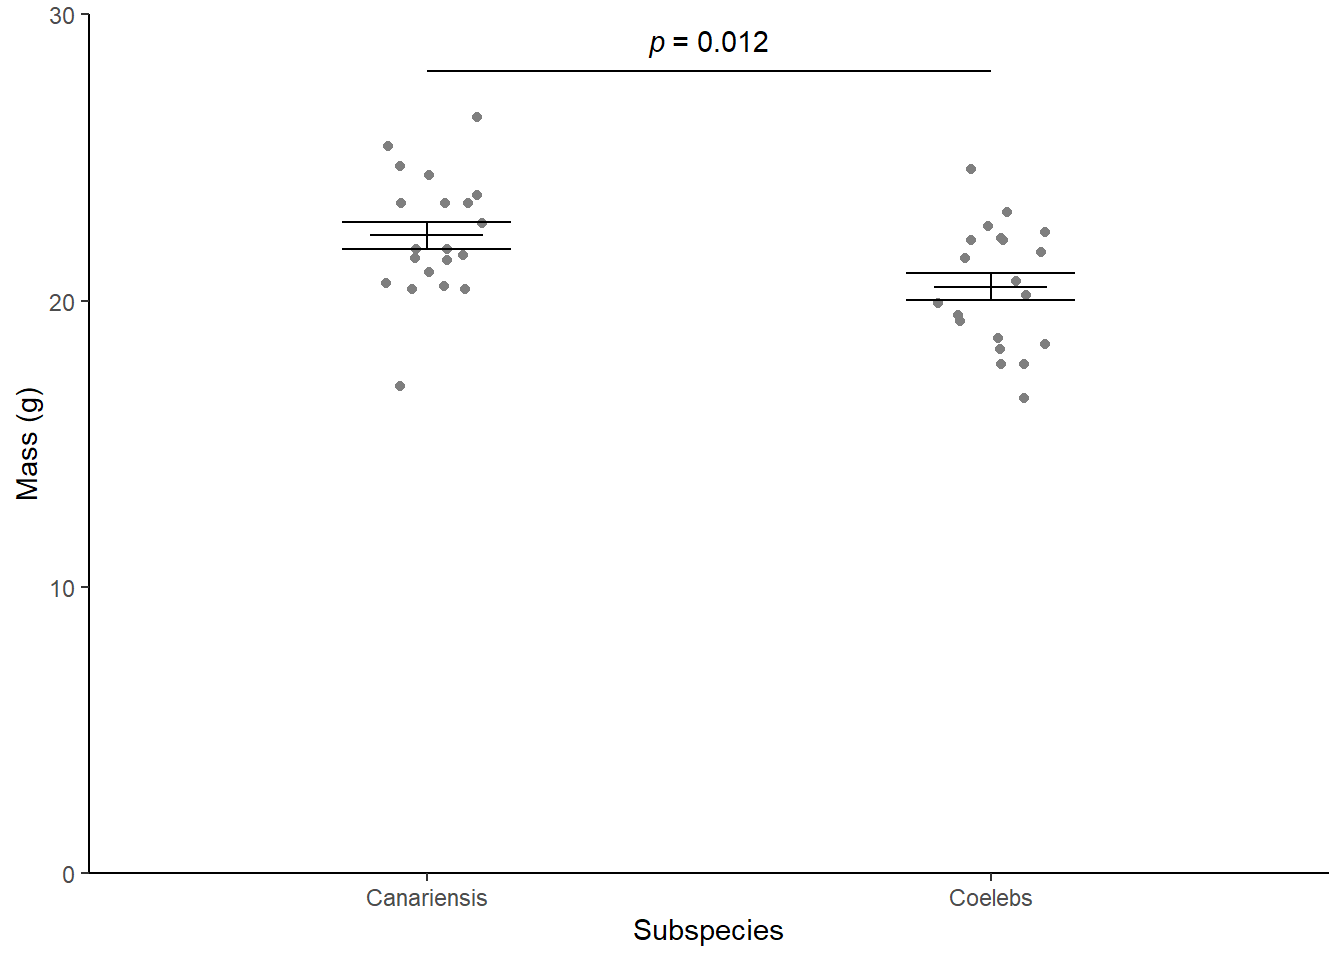 30
p = 0.012
20
Mass (g)
10
0
Canariensis
Coelebs
Subspecies